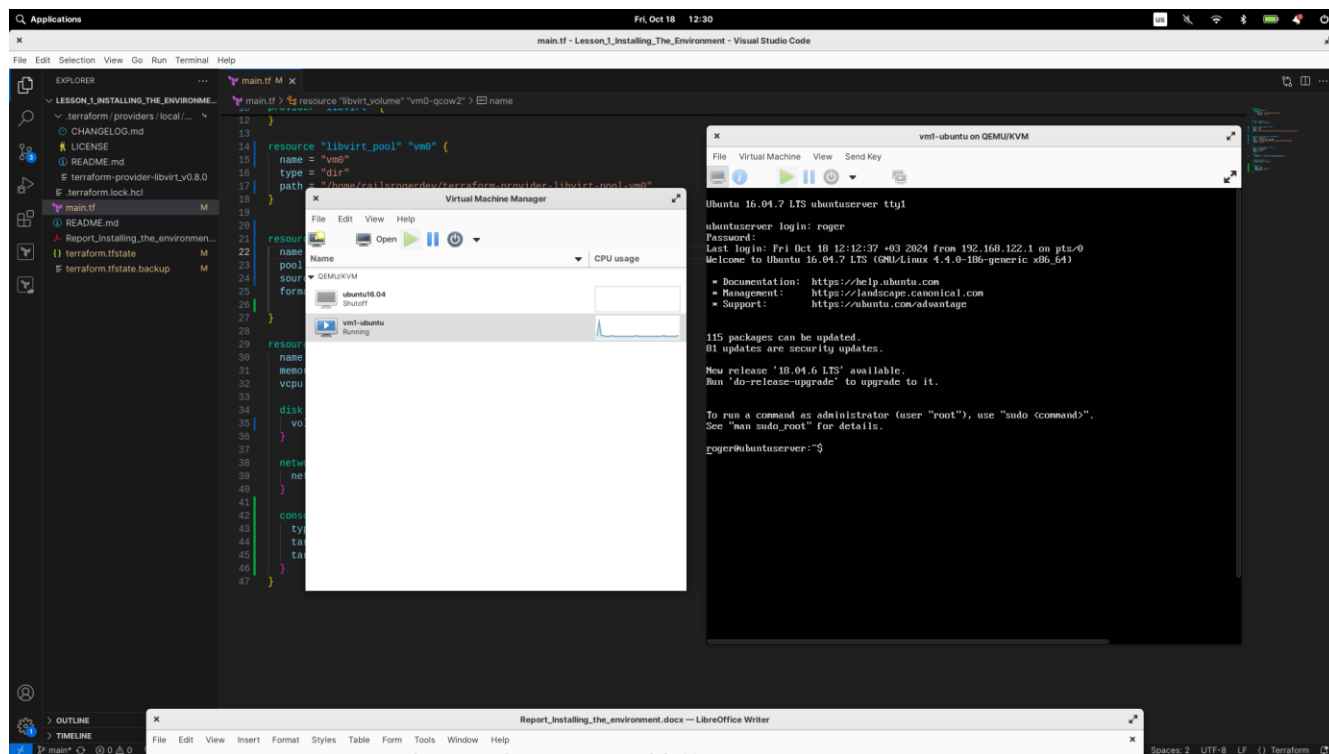 Applications
Fri, Oct 18 12:30
us
main.tf - Lesson_1_Installing_The_Environment - Visual Studio Code
File Edit Selection View Go Run Terminal Help
EXPLORER
LESSON_1_INSTALLING_THE_ENVIRONME...
.terraform/providers/local/...
CHANGELOG.md
LICENSE
README.md
terraform-provider-libvirt_v0.8.0
.terraform.lock.hcl
main.tf M
README.md
Report_Installing_the_environmen...
terraform.tfstate M
terraform.tfstate.backup M
OUTLINE
TIMELINE
main.tf M
main.tf > resource "libvirt_volume" "vm0-qcow2" > name
12 }
13
14 resource "libvirt_pool" "vm0" {
15 name = "vm0"
16 type = "dir"
17 path = "/home/railsrogerdev/terraform-provider-libvirt-pool-vm0"
18 }
19
20
21 resour
22 name
23 pool
24 sour
25 forma
26
27 }
28
29 resour
30 name
31 memo
32 vcpu
33
34 disk
35 vo
36 }
37
38 netw
39 ne
40 }
41
42 cons
43 ty
44 ta
45 ta
46 }
47 }
Virtual Machine Manager
File Edit View Help
Open
Name CPU usage
QEMU/KVM
ubuntu16.04
Shutoff
vm1-ubuntu
Running
vm1-ubuntu on QEMU/KVM
File Virtual Machine View Send Key
Ubuntu 16.04.7 LTS ubuntuserver tty1
ubuntuserver login: roger
Password:
Last login: Fri Oct 18 12:12:37 +03 2024 from 192.168.122.1 on pts/0
Welcome to Ubuntu 16.04.7 LTS (GNU/Linux 4.4.0-186-generic x86_64)
* Documentation: https://help.ubuntu.com
* Management: https://landscape.canonical.com
* Support: https://ubuntu.com/advantage
115 packages can be updated.
81 updates are security updates.
New release '18.04.6 LTS' available.
Run 'do-release-upgrade' to upgrade to it.
To run a command as administrator (user "root"), use "sudo <command>".
See "man sudo_root" for details.
roger@ubuntuserver:~$
Report_Installing_the_environment.docx — LibreOffice Writer
File Edit View Insert Format Styles Table Form Tools Window Help
main* 0 0
Spaces: 2 UTF-8 LF {} Terraform